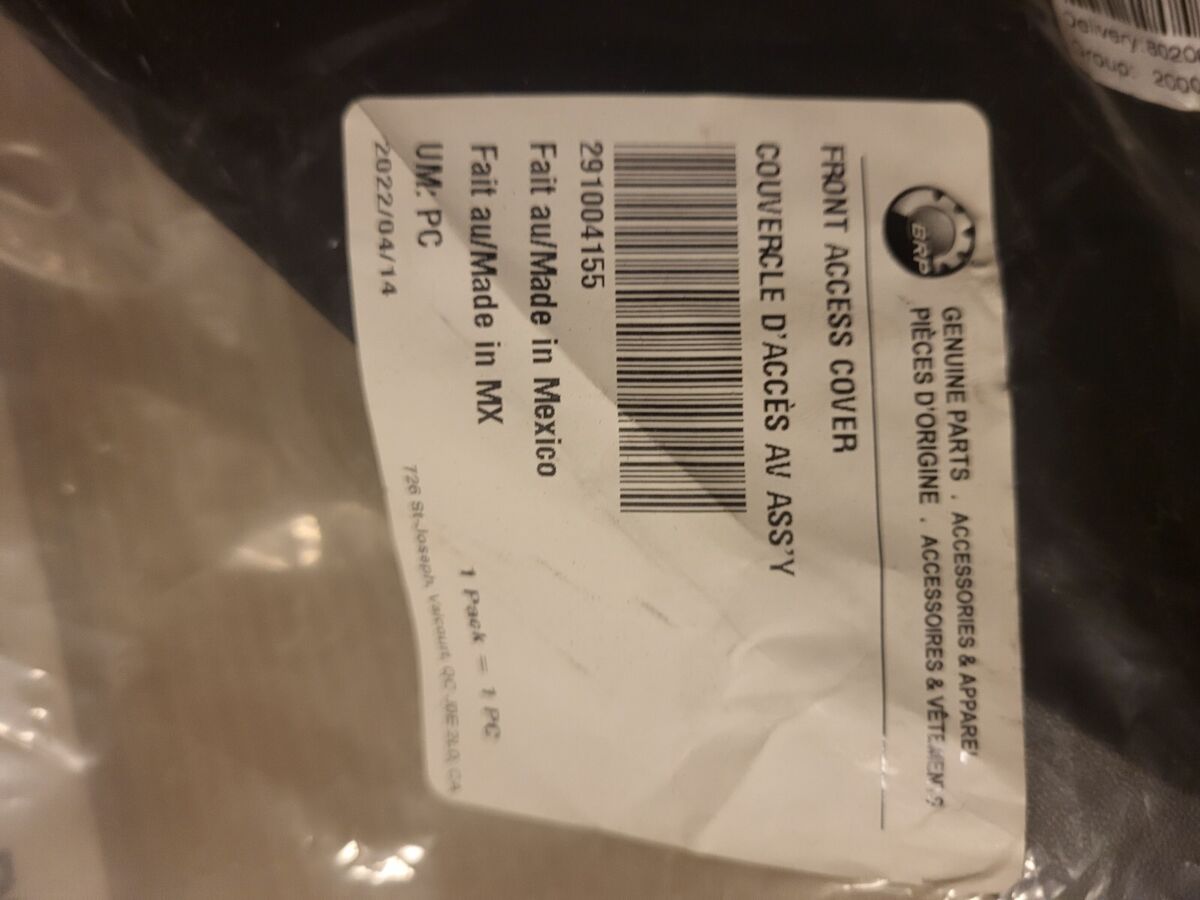 BRP
GENUINE PARTS . ACCESSORIES & APPAREL
PIÈCES D'ORIGINE . ACCESSOIRES & VÊTEMENTS
FRONT ACCESS COVER
COUVERCLE D'ACCÈS AV ASS'Y
291004155
Fait au/Made in Mexico
Fait au/Made in MX
UM: PC
1 Pack = 1 PC
2022/04/14
726 St-Joseph, Valcourt, QC J0E 2L0, CA
Delivery:
Group: